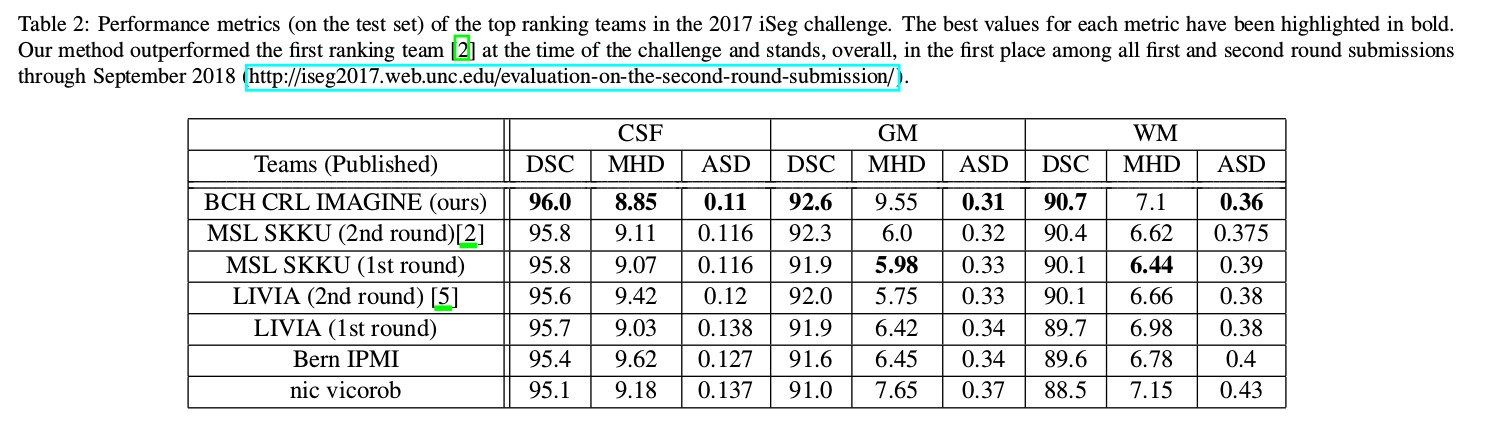 Table 2: Performance metrics (on the test set) of the top ranking teams in the 2017 iSeg challenge. The best values for each metric have been highlighted in bold.
Our method outperformed the first ranking team [2] at the time of the challenge and stands, overall, in the first place among all first and second round submissions
through September 2018 (http://iseg2017.web.unc.edu/evaluation-on-the-second-round-submission/).
CSF GM WM
Teams (Published) DSC MHD ASD DSC MHD ASD DSC MHD ASD
BCH CRL IMAGINE (ours) 96.0 8.85 0.11 92.6 9.55 0.31 90.7 7.1 0.36
MSL SKKU (2nd round)[2] 95.8 9.11 0.116 92.3 6.0 0.32 90.4 6.62 0.375
MSL SKKU (1st round) 95.8 9.07 0.116 91.9 5.98 0.33 90.1 6.44 0.39
LIVIA (2nd round) [5] 95.6 9.42 0.12 92.0 5.75 0.33 90.1 6.66 0.38
LIVIA (1st round) 95.7 9.03 0.138 91.9 6.42 0.34 89.7 6.98 0.38
Bern IPMI 95.4 9.62 0.127 91.6 6.45 0.34 89.6 6.78 0.4
nic vicorob 95.1 9.18 0.137 91.0 7.65 0.37 88.5 7.15 0.43